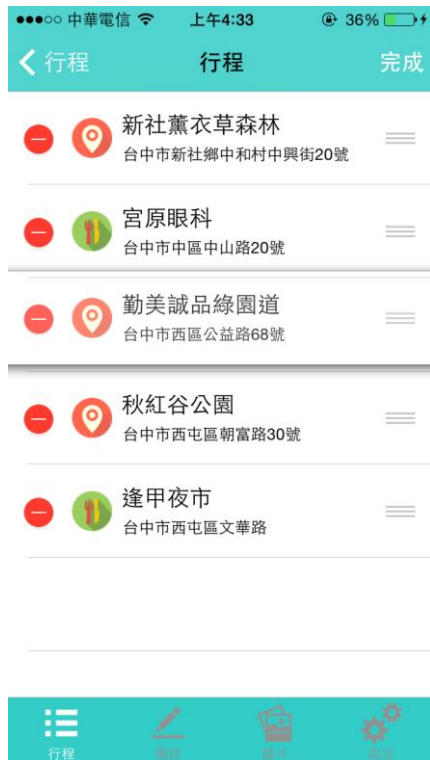 中華電信 上午4:33 36%
行程 行程 完成
新社薰衣草森林
台中市新社鄉中和村中興街20號
宮原眼科
台中市中區中山路20號
勤美誠品綠園道
台中市西區公益路68號
秋紅谷公園
台中市西屯區朝富路30號
逢甲夜市
台中市西屯區文華路
行程